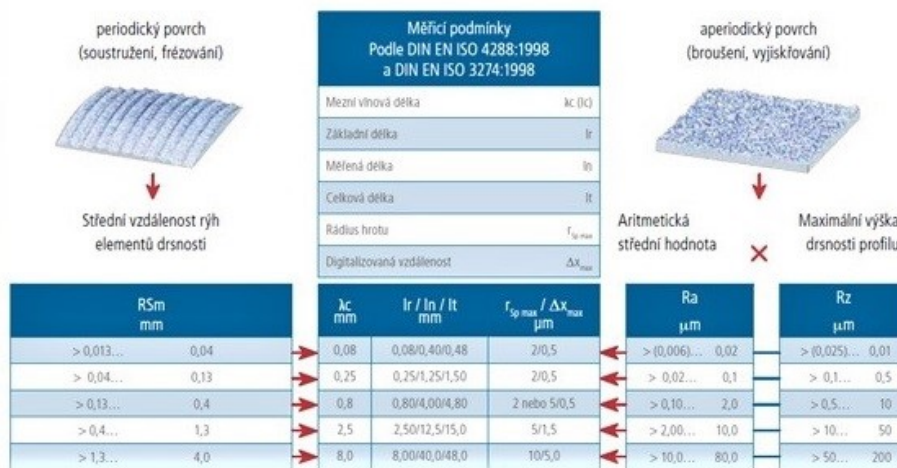 periodický povrch
(soustružení, frézování)
Měřicí podmínky
Podle DIN EN ISO 4288:1998
a DIN EN ISO 3274:1998
aperiodický povrch
(broušení, vyjiskřování)
Mezní vlnová délka λc (lc)
Základní délka lr
Měřená délka ln
Celková délka lt
Rádius hrotu r Sp max
Digitalizovaná vzdálenost Δx max
Střední vzdálenost rýh
elementů drsnosti
Aritmetická
střední hodnota
Maximální výška
drsnosti profilu
RSm
mm
λc
mm
lr / ln / lt
mm
r Sp max / Δx max
μm
Ra
μm
Rz
μm
> 0,013... 0,04 0,08 0,08/0,40/0,48 2/0,5 > (0,006)... 0,02 > (0,025)... 0,01
> 0,04... 0,13 0,25 0,25/1,25/1,50 2/0,5 > 0,02... 0,1 > 0,1... 0,5
> 0,13... 0,4 0,8 0,80/4,00/4,80 2 nebo 5/0,5 > 0,10... 2,0 > 0,5... 10
> 0,4... 1,3 2,5 2,50/12,5/15,0 5/1,5 > 2,00... 10,0 > 10... 50
> 1,3... 4,0 8,0 8,00/40,0/48,0 10/5,0 > 10,0... 80,0 > 50... 200